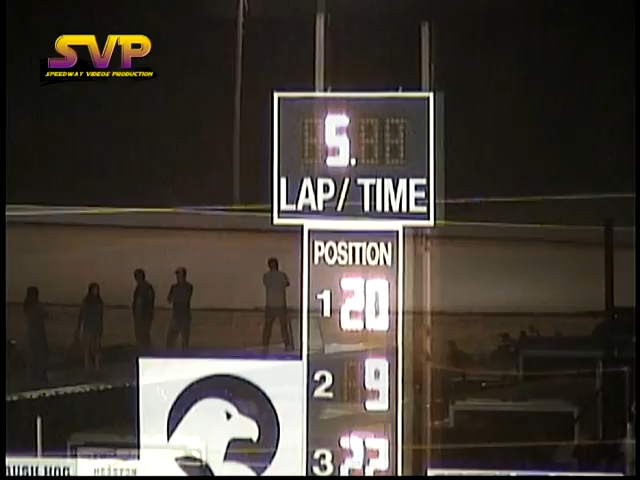 SVP
SPEEDWAY VIDEOS PRODUCTION
5.
LAP/ TIME
POSITION
1 20
2 9
3 22